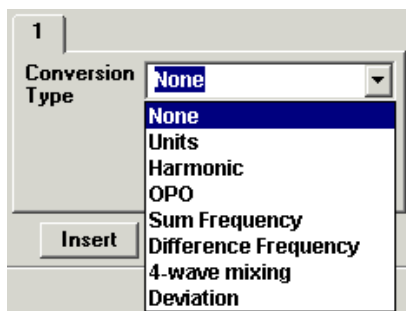 1
Conversion Type
None
None
Units
Harmonic
OPO
Sum Frequency
Difference Frequency
4-wave mixing
Deviation
Insert